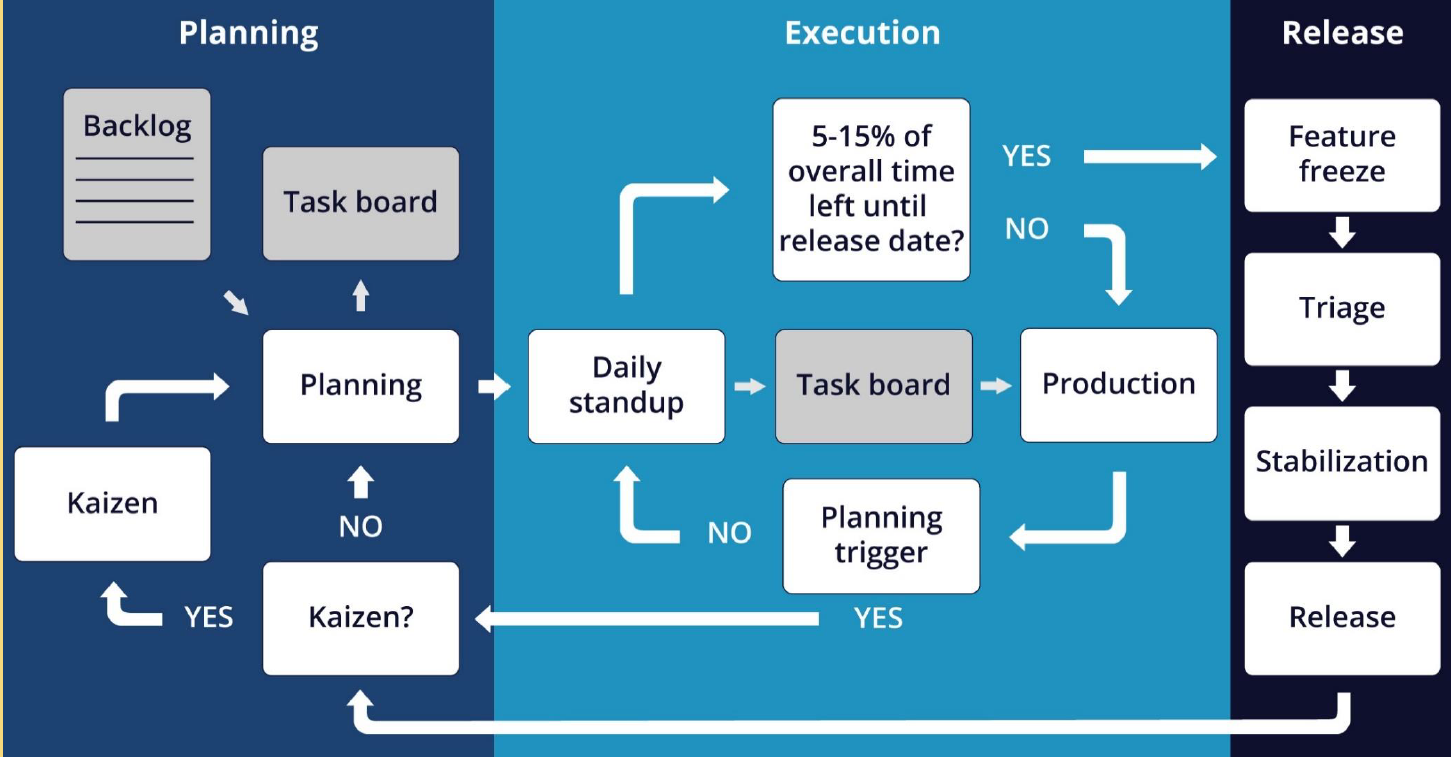 Planning
Execution
Release
Backlog
Task board
Planning
Kaizen
NO
YES
Kaizen?
5-15% of
overall time
left until
release date?
YES
NO
Daily
standup
Task board
Production
Planning
trigger
NO
YES
Feature
freeze
Triage
Stabilization
Release